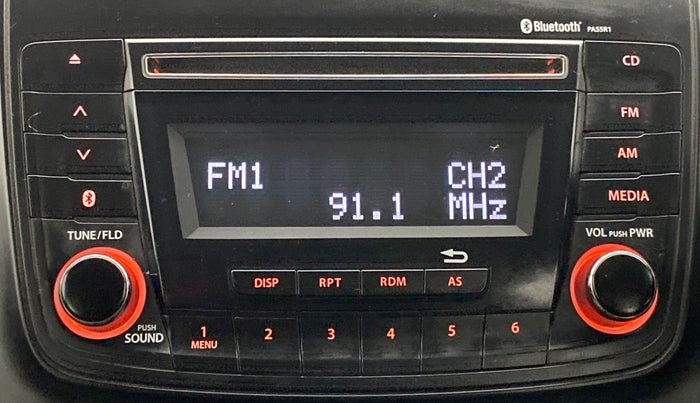 Bluetooth® PA5SR1
CD
FM
AM
MEDIA
FM1 CH2
91.1 MHz
TUNE/FLD
VOL PUSH PWR
DISP RPT RDM AS
PUSH
SOUND
1 2 3 4 5 6
MENU